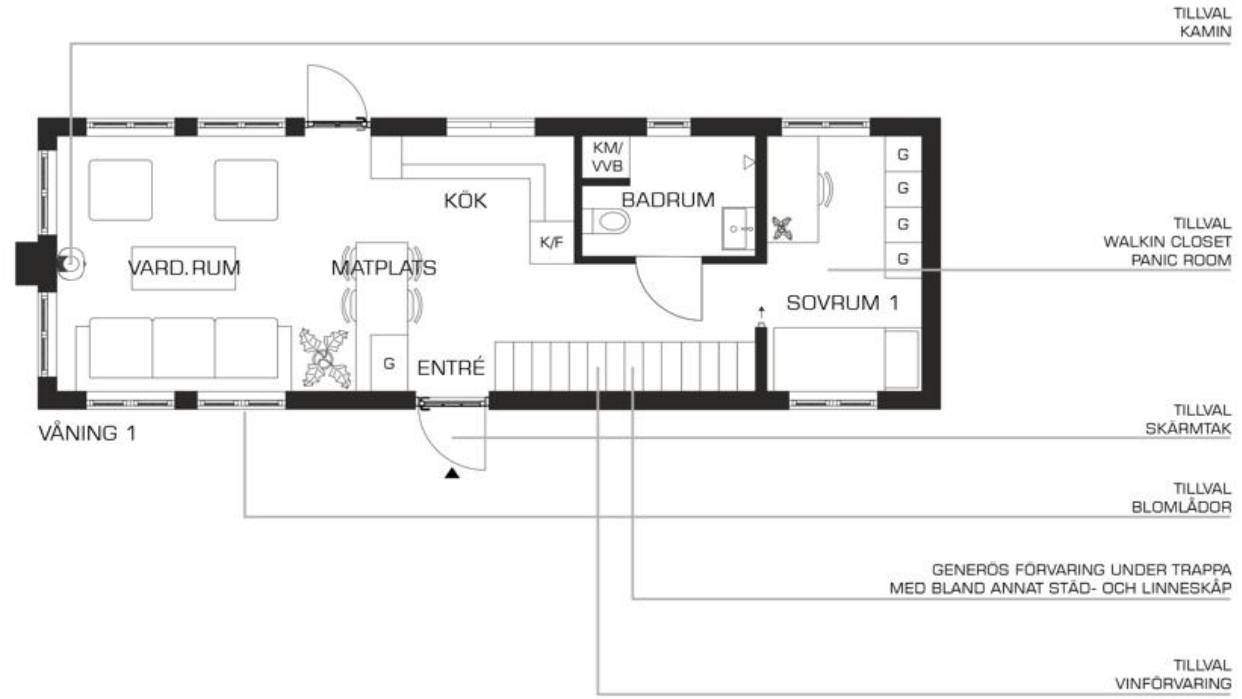 TILLVAL
KAMIN
KM/
VVB
G
G
G
G
KÖK
BADRUM
K/F
VARD.RUM
MATPLATS
SOVRUM 1
G
ENTRÉ
VÅNING 1
TILLVAL
WALKIN CLOSET
PANIC ROOM
TILLVAL
SKÄRMTAK
TILLVAL
BLOMLÅDOR
GENERÖS FÖRVARING UNDER TRAPPA
MED BLAND ANNAT STÄD- OCH LINNESKÅP
TILLVAL
VINFÖRVARING